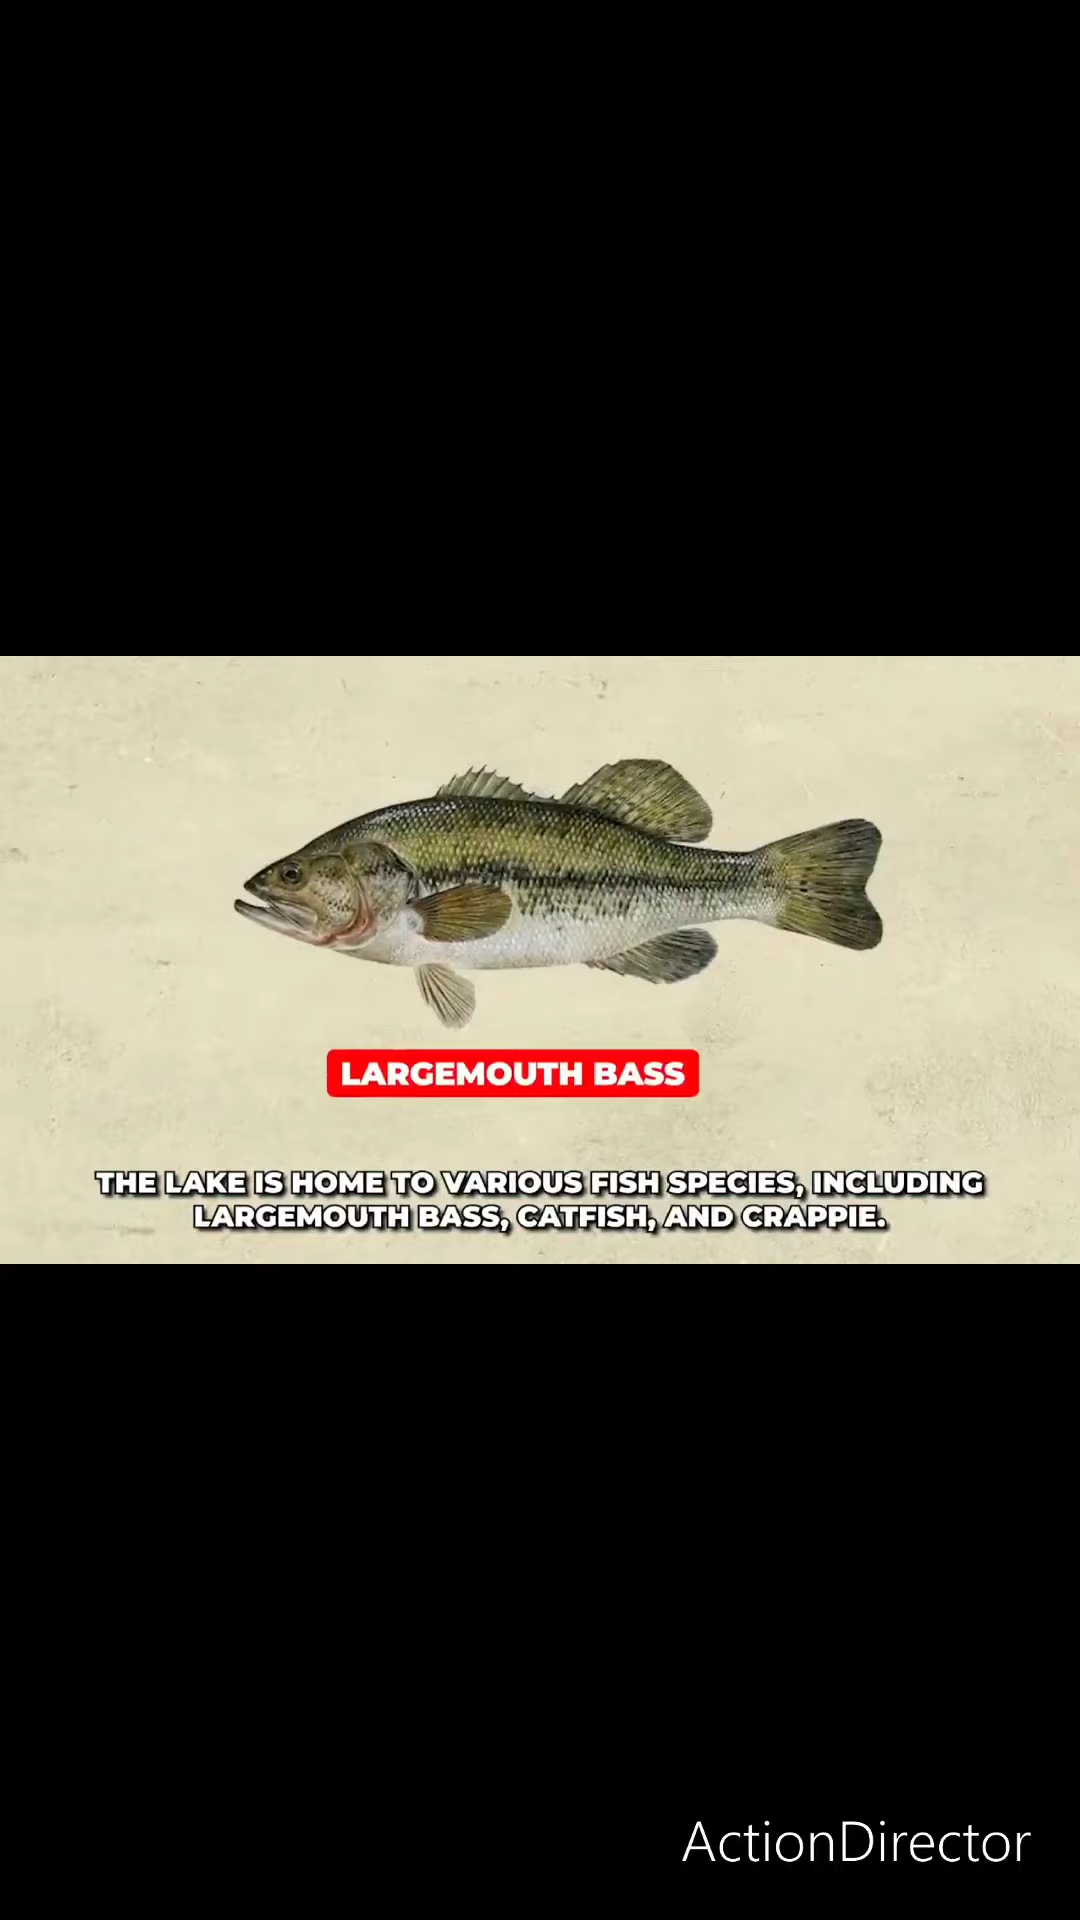 LARGEMOUTH BASS
THE LAKE IS HOME TO VARIOUS FISH SPECIES, INCLUDING
LARGEMOUTH BASS, CATFISH, AND CRAPPIE.
ActionDirector